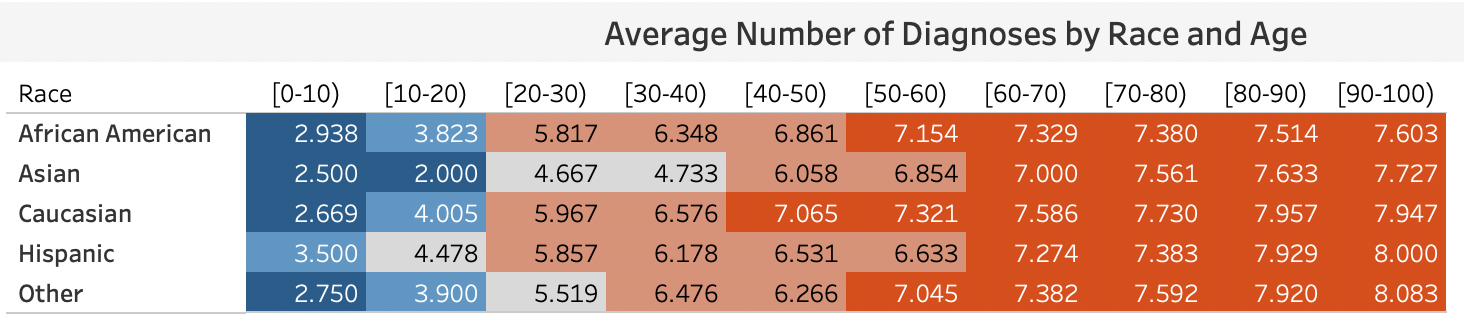 Average Number of Diagnoses by Race and Age
Race [0-10) [10-20) [20-30) [30-40) [40-50) [50-60) [60-70) [70-80) [80-90) [90-100)
African American 2.938 3.823 5.817 6.348 6.861 7.154 7.329 7.380 7.514 7.603
Asian 2.500 2.000 4.667 4.733 6.058 6.854 7.000 7.561 7.633 7.727
Caucasian 2.669 4.005 5.967 6.576 7.065 7.321 7.586 7.730 7.957 7.947
Hispanic 3.500 4.478 5.857 6.178 6.531 6.633 7.274 7.383 7.929 8.000
Other 2.750 3.900 5.519 6.476 6.266 7.045 7.382 7.592 7.920 8.083